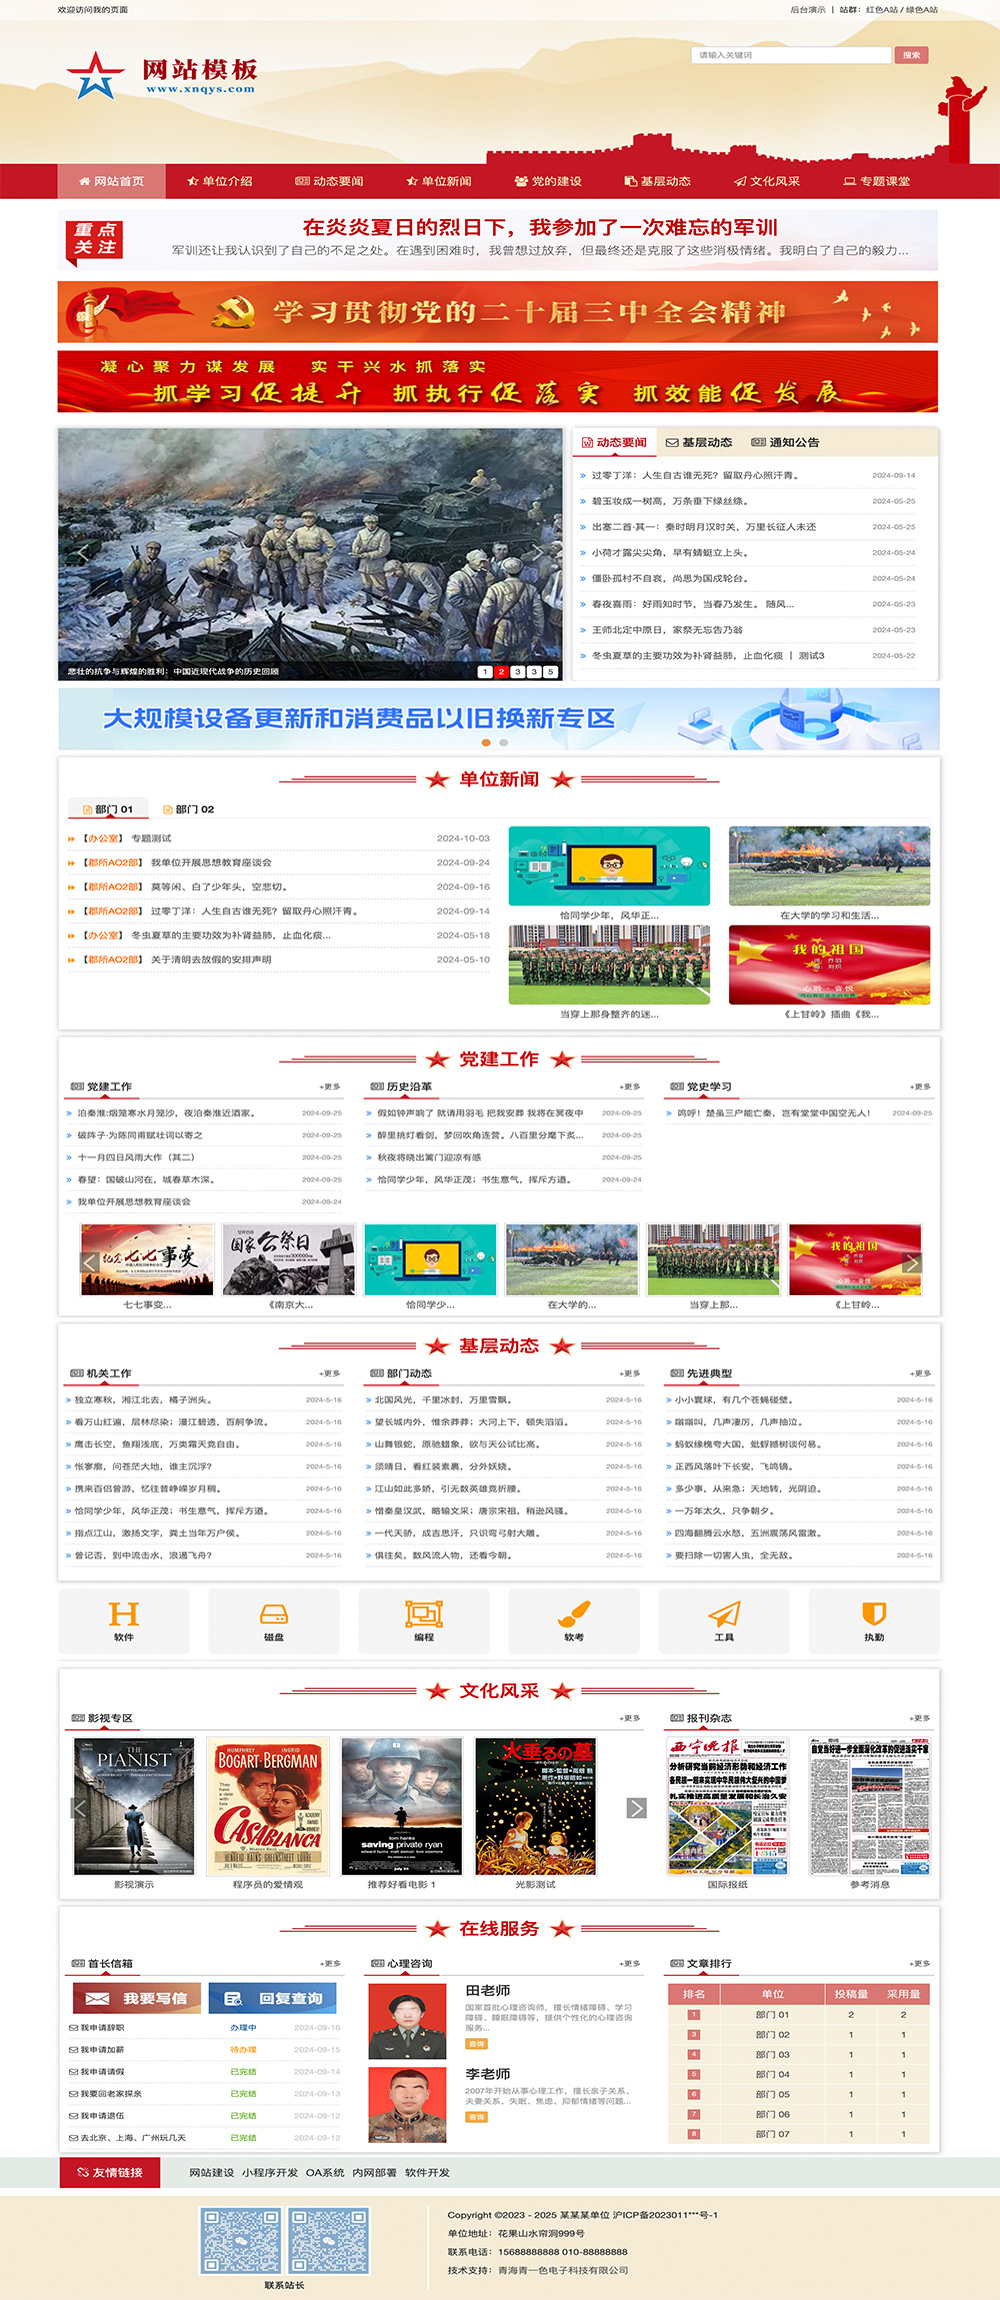 欢迎访问我的页面
后台演示 | 站群：红色A站 / 绿色A站
网站模板
www.xnqys.com
请输入关键词
搜索
网站首页 单位介绍 动态要闻 单位新闻 党的建设 基层动态 文化风采 专题课堂
重点
关注
在炎炎夏日的烈日下，我参加了一次难忘的军训
军训还让我认识到了自己的不足之处。在遇到困难时，我曾想过放弃，但最终还是克服了这些消极情绪。我明白了自己的毅力...
学习贯彻党的二十届三中全会精神
凝心聚力谋发展 实干兴水抓落实
抓学习促提升 抓执行促落实 抓效能促发展
悲壮的抗争与辉煌的胜利：中国近现代战争的历史回顾
1 2 3 3 5
动态要闻 基层动态 通知公告
过零丁洋：人生自古谁无死？留取丹心照汗青。 2024-09-14
碧玉妆成一树高，万条垂下绿丝绦。 2024-05-25
出塞二首·其一：秦时明月汉时关，万里长征人未还 2024-05-25
小荷才露尖尖角，早有蜻蜓立上头。 2024-05-24
僵卧孤村不自哀，尚思为国戍轮台。 2024-05-24
春夜喜雨：好雨知时节，当春乃发生。 随风... 2024-05-23
王师北定中原日，家祭无忘告乃翁 2024-05-23
冬虫夏草的主要功效为补肾益肺，止血化痰 | 测试3 2024-05-22
大规模设备更新和消费品以旧换新专区
单位新闻
部门 01 部门 02
【办公室】 专题测试 2024-10-03
【郡所AO2部】 我单位开展思想教育座谈会 2024-09-24
【郡所AO2部】 莫等闲、白了少年头，空悲切。 2024-09-16
【郡所AO2部】 过零丁洋：人生自古谁无死？留取丹心照汗青。 2024-09-14
【办公室】 冬虫夏草的主要功效为补肾益肺，止血化痰... 2024-05-18
【郡所AO2部】 关于清明去放假的安排声明 2024-05-10
恰同学少年，风华正...
在大学的学习和生活...
我的祖国
词：乔羽
曲：刘炽
心聆·音悦
当穿上那身整齐的迷...
《上甘岭》插曲《我...
党建工作
党建工作 +更多
泊秦淮:烟笼寒水月笼沙，夜泊秦淮近酒家。 2024-09-25
破阵子·为陈同甫赋壮词以寄之 2024-09-25
十一月四日风雨大作（其二） 2024-09-25
春望：国破山河在，城春草木深。 2024-09-25
我单位开展思想教育座谈会 2024-09-24
历史沿革 +更多
假如钟声响了 就请用羽毛 把我安葬 我将在冥夜中 2024-09-25
醉里挑灯看剑，梦回吹角连营。八百里分麾下炙... 2024-09-25
秋夜将晓出篱门迎凉有感 2024-09-25
恰同学少年，风华正茂；书生意气，挥斥方遒。 2024-09-24
党史学习 +更多
呜呼！楚虽三户能亡秦，岂有堂堂中国空无人！ 2024-09-25
纪念七七事变
国家公祭日
300000
我的祖国
七七事变...
《南京大...
恰同学少...
在大学的...
当穿上那...
《上甘岭...
基层动态
机关工作 +更多
独立寒秋，湘江北去，橘子洲头。 2024-5-16
看万山红遍，层林尽染；漫江碧透，百舸争流。 2024-5-16
鹰击长空，鱼翔浅底，万类霜天竞自由。 2024-5-16
怅寥廓，问苍茫大地，谁主沉浮？ 2024-5-16
携来百侣曾游，忆往昔峥嵘岁月稠。 2024-5-16
恰同学少年，风华正茂；书生意气，挥斥方遒。 2024-5-16
指点江山，激扬文字，粪土当年万户侯。 2024-5-16
曾记否，到中流击水，浪遏飞舟？ 2024-5-16
部门动态 +更多
北国风光，千里冰封，万里雪飘。 2024-5-16
望长城内外，惟余莽莽；大河上下，顿失滔滔。 2024-5-16
山舞银蛇，原驰蜡象，欲与天公试比高。 2024-5-16
须晴日，看红装素裹，分外妖娆。 2024-5-16
江山如此多娇，引无数英雄竞折腰。 2024-5-16
惜秦皇汉武，略输文采；唐宗宋祖，稍逊风骚。 2024-5-16
一代天骄，成吉思汗，只识弯弓射大雕。 2024-5-16
俱往矣，数风流人物，还看今朝。 2024-5-16
先进典型 +更多
小小寰球，有几个苍蝇碰壁。 2024-5-16
嗡嗡叫，几声凄厉，几声抽泣。 2024-5-16
蚂蚁缘槐夸大国，蚍蜉撼树谈何易。 2024-5-16
正西风落叶下长安，飞鸣镝。 2024-5-16
多少事，从来急；天地转，光阴迫。 2024-5-16
一万年太久，只争朝夕。 2024-5-16
四海翻腾云水怒，五洲震荡风雷激。 2024-5-16
要扫除一切害人虫，全无敌。 2024-5-16
软件 磁盘 编程 软考 工具 执勤
文化风采
影视专区 +更多
THE
PIANIST
HUMPHREY INGRID
BOGART·BERGMAN
They
have
a date
with
fate
in
CASABLANCA
HENREID RAINS GREENSTREET LORRE
tom hanks
saving private ryan
edward burns matt damon tom sizemore
july 24
火垂るの墓
影视演示
程序员的爱情观
推荐好看电影 1
光影测试
报刊杂志 +更多
西宁晚报
分析研究当前经济形势和经济工作
12345
国际报纸
参考消息
在线服务
首长信箱 +更多
我要写信
回复查询
我申请辞职 办理中 2024-09-16
我申请加薪 待办理 2024-09-15
我申请请假 已完结 2024-09-14
我要回老家探亲 已完结 2024-09-13
我申请退伍 已完结 2024-09-12
去北京、上海、广州玩几天 已完结 2024-09-12
心理咨询 +更多
田老师
国家首批心理咨询师，擅长情绪障碍、学习
障碍、睡眠障碍等，提供个性化的心理咨询
服务...
咨询
李老师
2007年开始从事心理工作，擅长亲子关系、
夫妻关系、失眠、焦虑、抑郁情绪等问题...
咨询
文章排行 +更多
排名 单位 投稿量 采用量
1 部门 01 2 2
3 部门 02 1 1
4 部门 03 1 1
5 部门 04 1 1
6 部门 05 1 1
7 部门 06 1 1
8 部门 07 1 1
友情链接
网站建设 小程序开发 OA系统 内网部署 软件开发
联系站长
Copyright ©2023 - 2025 某某某单位 沪ICP备2023011***号-1
单位地址：花果山水帘洞999号
联系电话：15688888888 010-88888888
技术支持：青海青一色电子科技有限公司